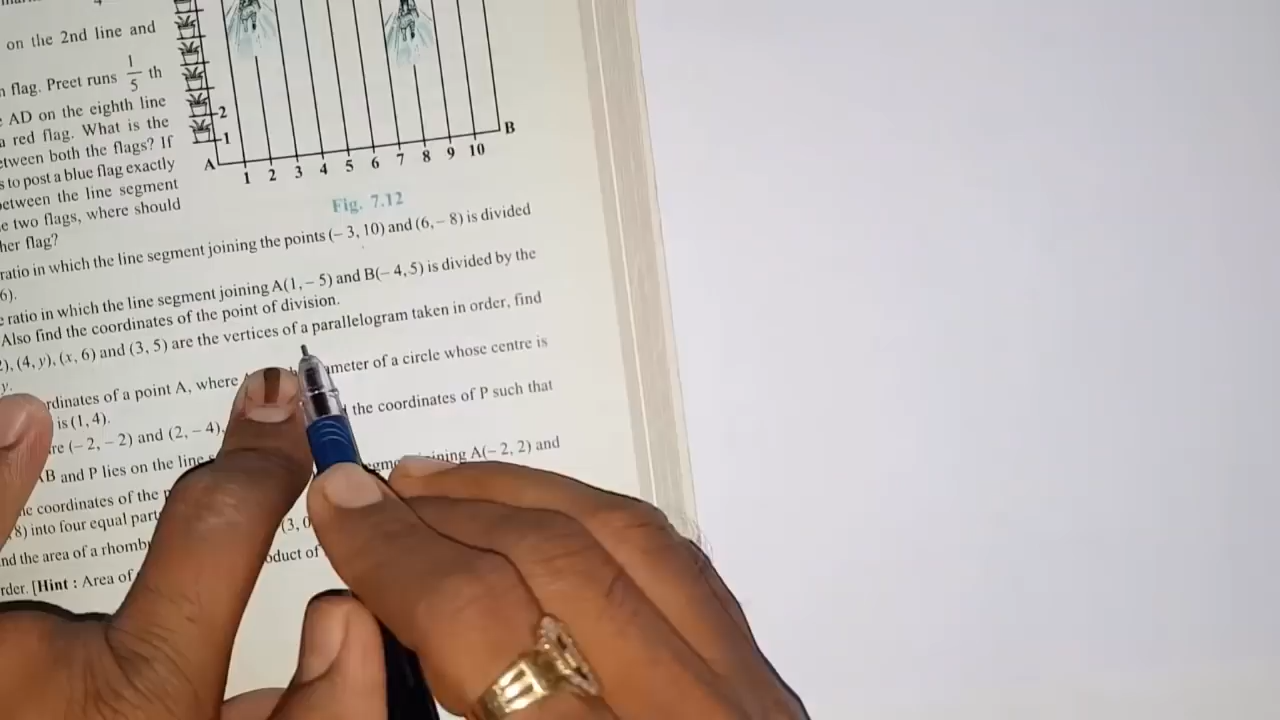 on the 2nd line and
flag. Preet runs 1/5 th
AD on the eighth line
a red flag. What is the
between both the flags? If
s to post a blue flag exactly
between the line segment
two flags, where should
her flag?
2
1
A
B
1 2 3 4 5 6 7 8 9 10
Fig. 7.12
ratio in which the line segment joining the points (– 3, 10) and (6, – 8) is divided
6).
ratio in which the line segment joining A(1, – 5) and B(– 4, 5) is divided by the
Also find the coordinates of the point of division.
2), (4, y), (x, 6) and (3, 5) are the vertices of a parallelogram taken in order, find
y.
rdinates of a point A, where ameter of a circle whose centre is
is (1, 4).
re (– 2, – 2) and (2, – 4), the coordinates of P such that
AB and P lies on the line
coordinates of the joining A(– 2, 2) and
8) into four equal part
nd the area of a rhomb (3, 0
rder. [Hint : Area of oduct of